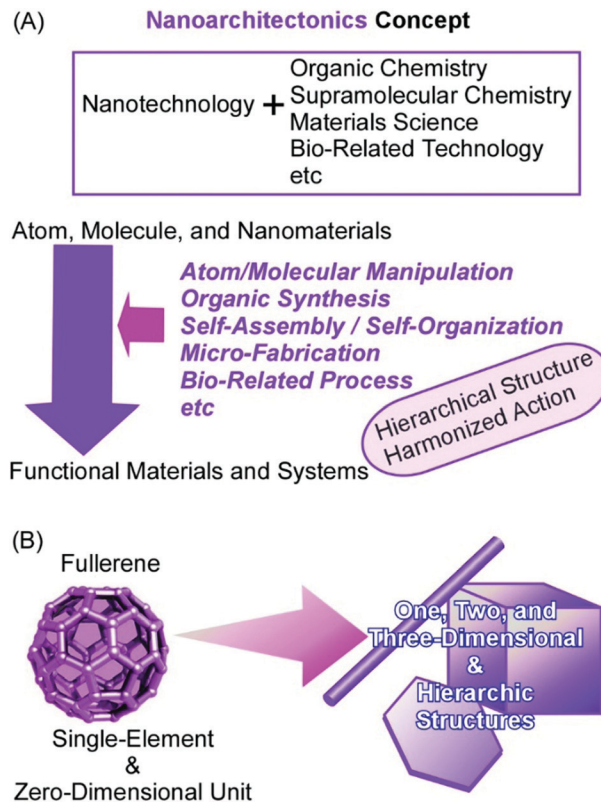 (A)
Nanoarchitectonics Concept
Nanotechnology +
Organic Chemistry
Supramolecular Chemistry
Materials Science
Bio-Related Technology
etc
Atom, Molecule, and Nanomaterials
Atom/Molecular Manipulation
Organic Synthesis
Self-Assembly / Self-Organization
Micro-Fabrication
Bio-Related Process
etc
Hierarchical Structure
Harmonized Action
Functional Materials and Systems
(B)
Fullerene
Single-Element
&
Zero-Dimensional Unit
One, Two, and
Three-Dimensional
&
Hierarchic
Structures